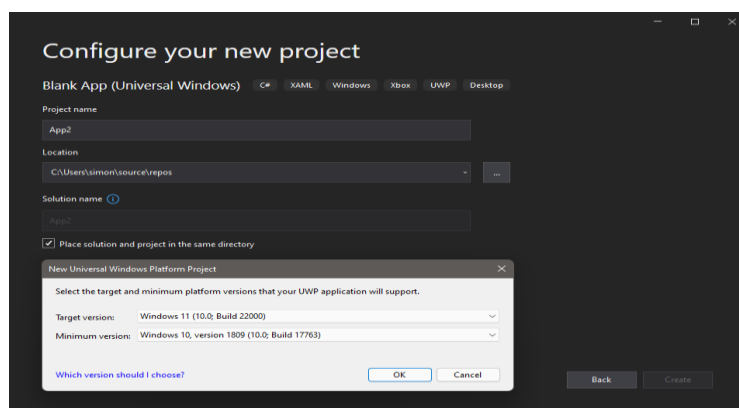 Configure your new project
Blank App (Universal Windows) C# XAML Windows Xbox UWP Desktop
Project name
App2
Location
C:\Users\simon\source\repos
...
Solution name
App2
Place solution and project in the same directory
New Universal Windows Platform Project
Select the target and minimum platform versions that your UWP application will support.
Target version: Windows 11 (10.0; Build 22000)
Minimum version: Windows 10, version 1809 (10.0; Build 17763)
Which version should I choose? OK Cancel
Back Create